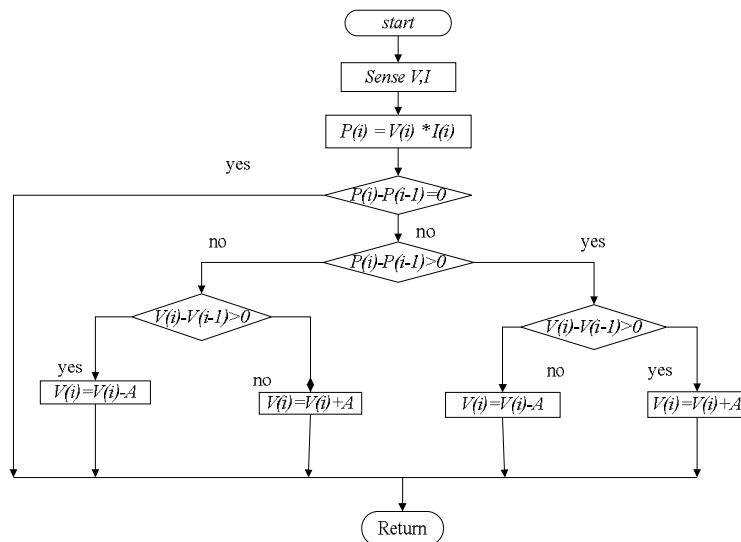 start
Sense V,I
P(i) = V(i) * I(i)
yes
P(i)-P(i-1)=0
no
no
P(i)-P(i-1)>0
yes
V(i)-V(i-1)>0
V(i)-V(i-1)>0
yes
no
no
yes
V(i)=V(i)-A
V(i)=V(i)+A
V(i)=V(i)-A
V(i)=V(i)+A
Return